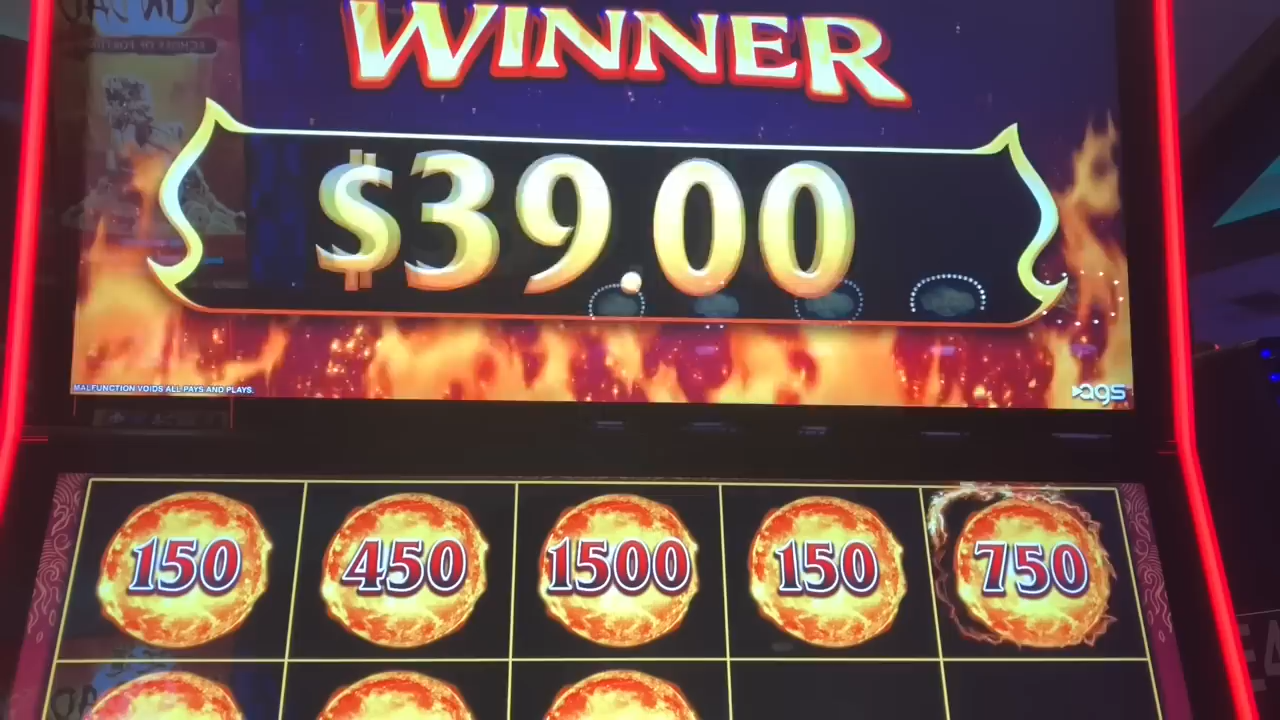 WINNER
$39.00
MALFUNCTION VOIDS ALL PAYS AND PLAYS.
ags
150 450 1500 150 750